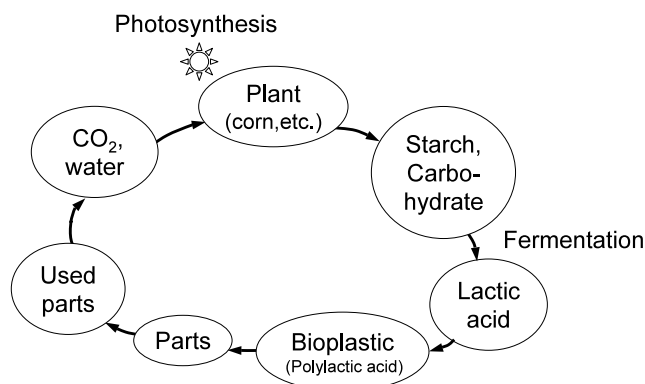 Photosynthesis
Plant
(corn,etc.)
CO₂,
water
Starch,
Carbo-
hydrate
Fermentation
Used
parts
Lactic
acid
Parts
Bioplastic
(Polylactic acid)